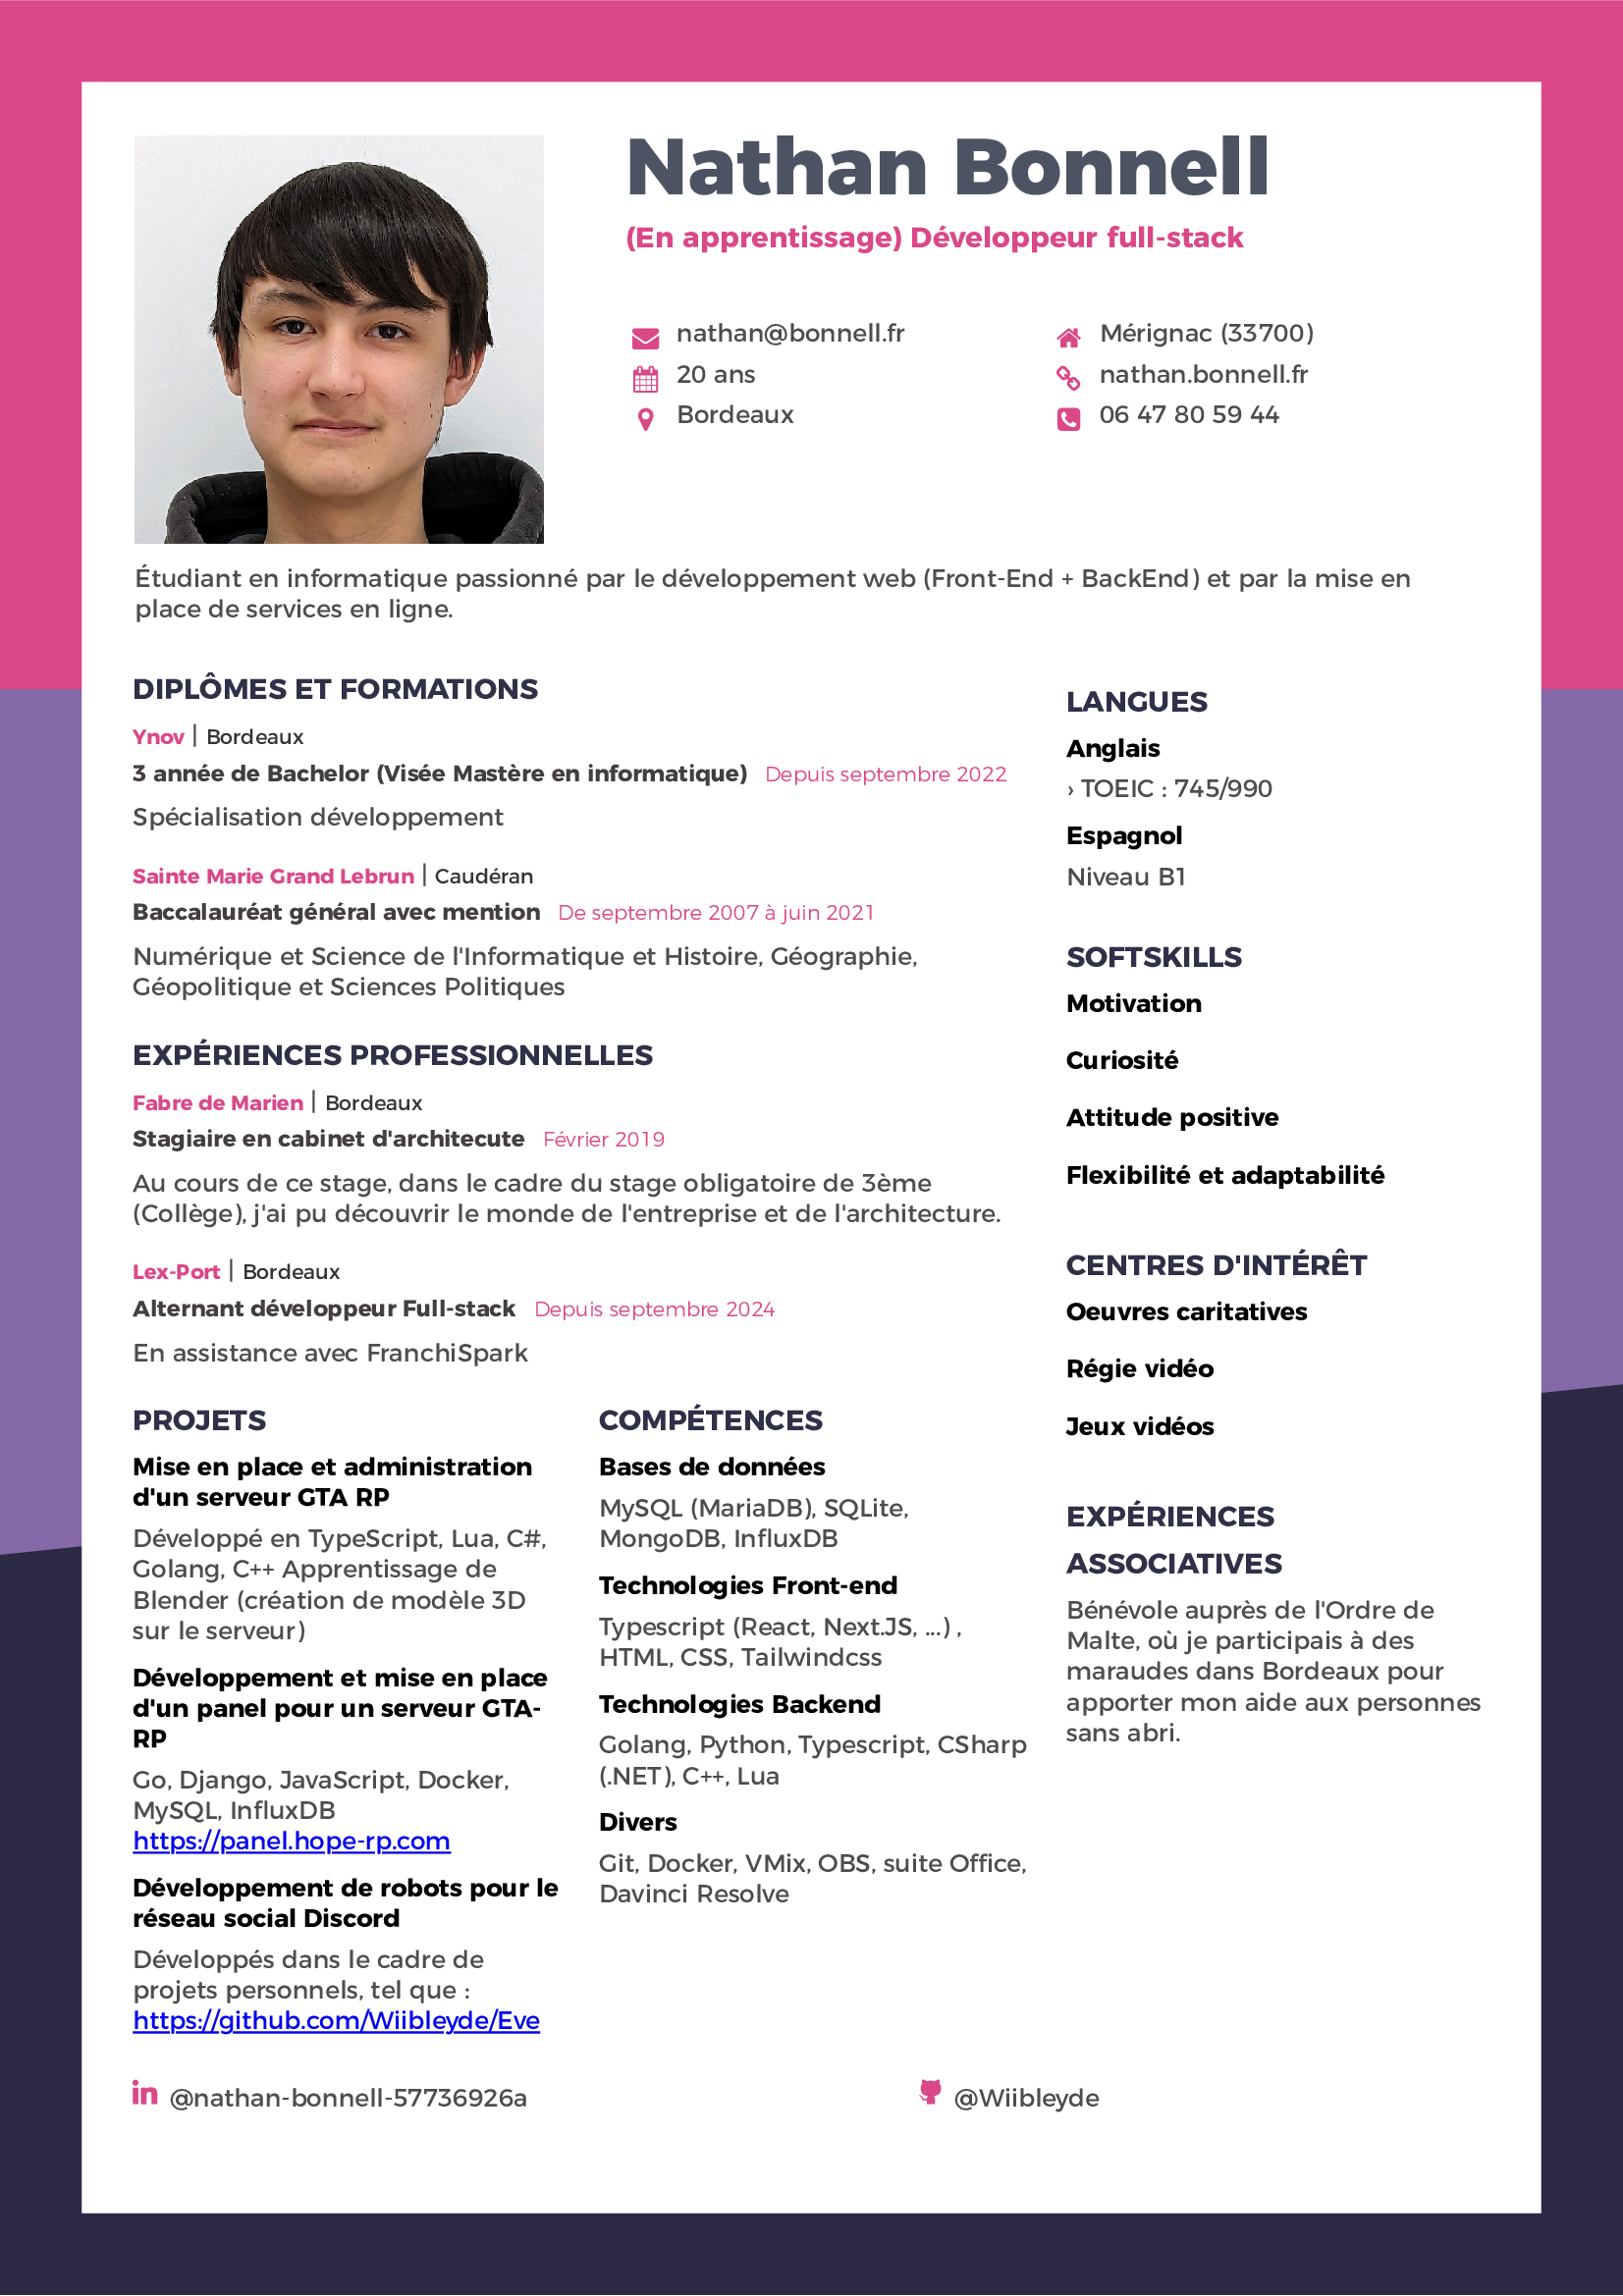 Nathan Bonnell
(En apprentissage) Développeur full-stack
nathan@bonnell.fr
20 ans
Bordeaux
Mérignac (33700)
nathan.bonnell.fr
06 47 80 59 44
Étudiant en informatique passionné par le développement web (Front-End + BackEnd) et par la mise en
place de services en ligne.
DIPLÔMES ET FORMATIONS
Ynov | Bordeaux
3 année de Bachelor (Visée Mastère en informatique) Depuis septembre 2022
Spécialisation développement
Sainte Marie Grand Lebrun | Caudéran
Baccalauréat général avec mention De septembre 2007 à juin 2021
Numérique et Science de l'Informatique et Histoire, Géographie,
Géopolitique et Sciences Politiques
EXPÉRIENCES PROFESSIONNELLES
Fabre de Marien | Bordeaux
Stagiaire en cabinet d'architecute Février 2019
Au cours de ce stage, dans le cadre du stage obligatoire de 3ème
(Collège), j'ai pu découvrir le monde de l'entreprise et de l'architecture.
Lex-Port | Bordeaux
Alternant développeur Full-stack Depuis septembre 2024
En assistance avec FranchiSpark
PROJETS
Mise en place et administration
d'un serveur GTA RP
Développé en TypeScript, Lua, C#,
Golang, C++ Apprentissage de
Blender (création de modèle 3D
sur le serveur)
Développement et mise en place
d'un panel pour un serveur GTA-
RP
Go, Django, JavaScript, Docker,
MySQL, InfluxDB
https://panel.hope-rp.com
Développement de robots pour le
réseau social Discord
Développés dans le cadre de
projets personnels, tel que :
https://github.com/Wiibleyde/Eve
COMPÉTENCES
Bases de données
MySQL (MariaDB), SQLite,
MongoDB, InfluxDB
Technologies Front-end
Typescript (React, Next.JS, ...) ,
HTML, CSS, Tailwindcss
Technologies Backend
Golang, Python, Typescript, CSharp
(.NET), C++, Lua
Divers
Git, Docker, VMix, OBS, suite Office,
Davinci Resolve
LANGUES
Anglais
› TOEIC : 745/990
Espagnol
Niveau B1
SOFTSKILLS
Motivation
Curiosité
Attitude positive
Flexibilité et adaptabilité
CENTRES D'INTÉRÊT
Oeuvres caritatives
Régie vidéo
Jeux vidéos
EXPÉRIENCES
ASSOCIATIVES
Bénévole auprès de l'Ordre de
Malte, où je participais à des
maraudes dans Bordeaux pour
apporter mon aide aux personnes
sans abri.
@nathan-bonnell-57736926a
@Wiibleyde